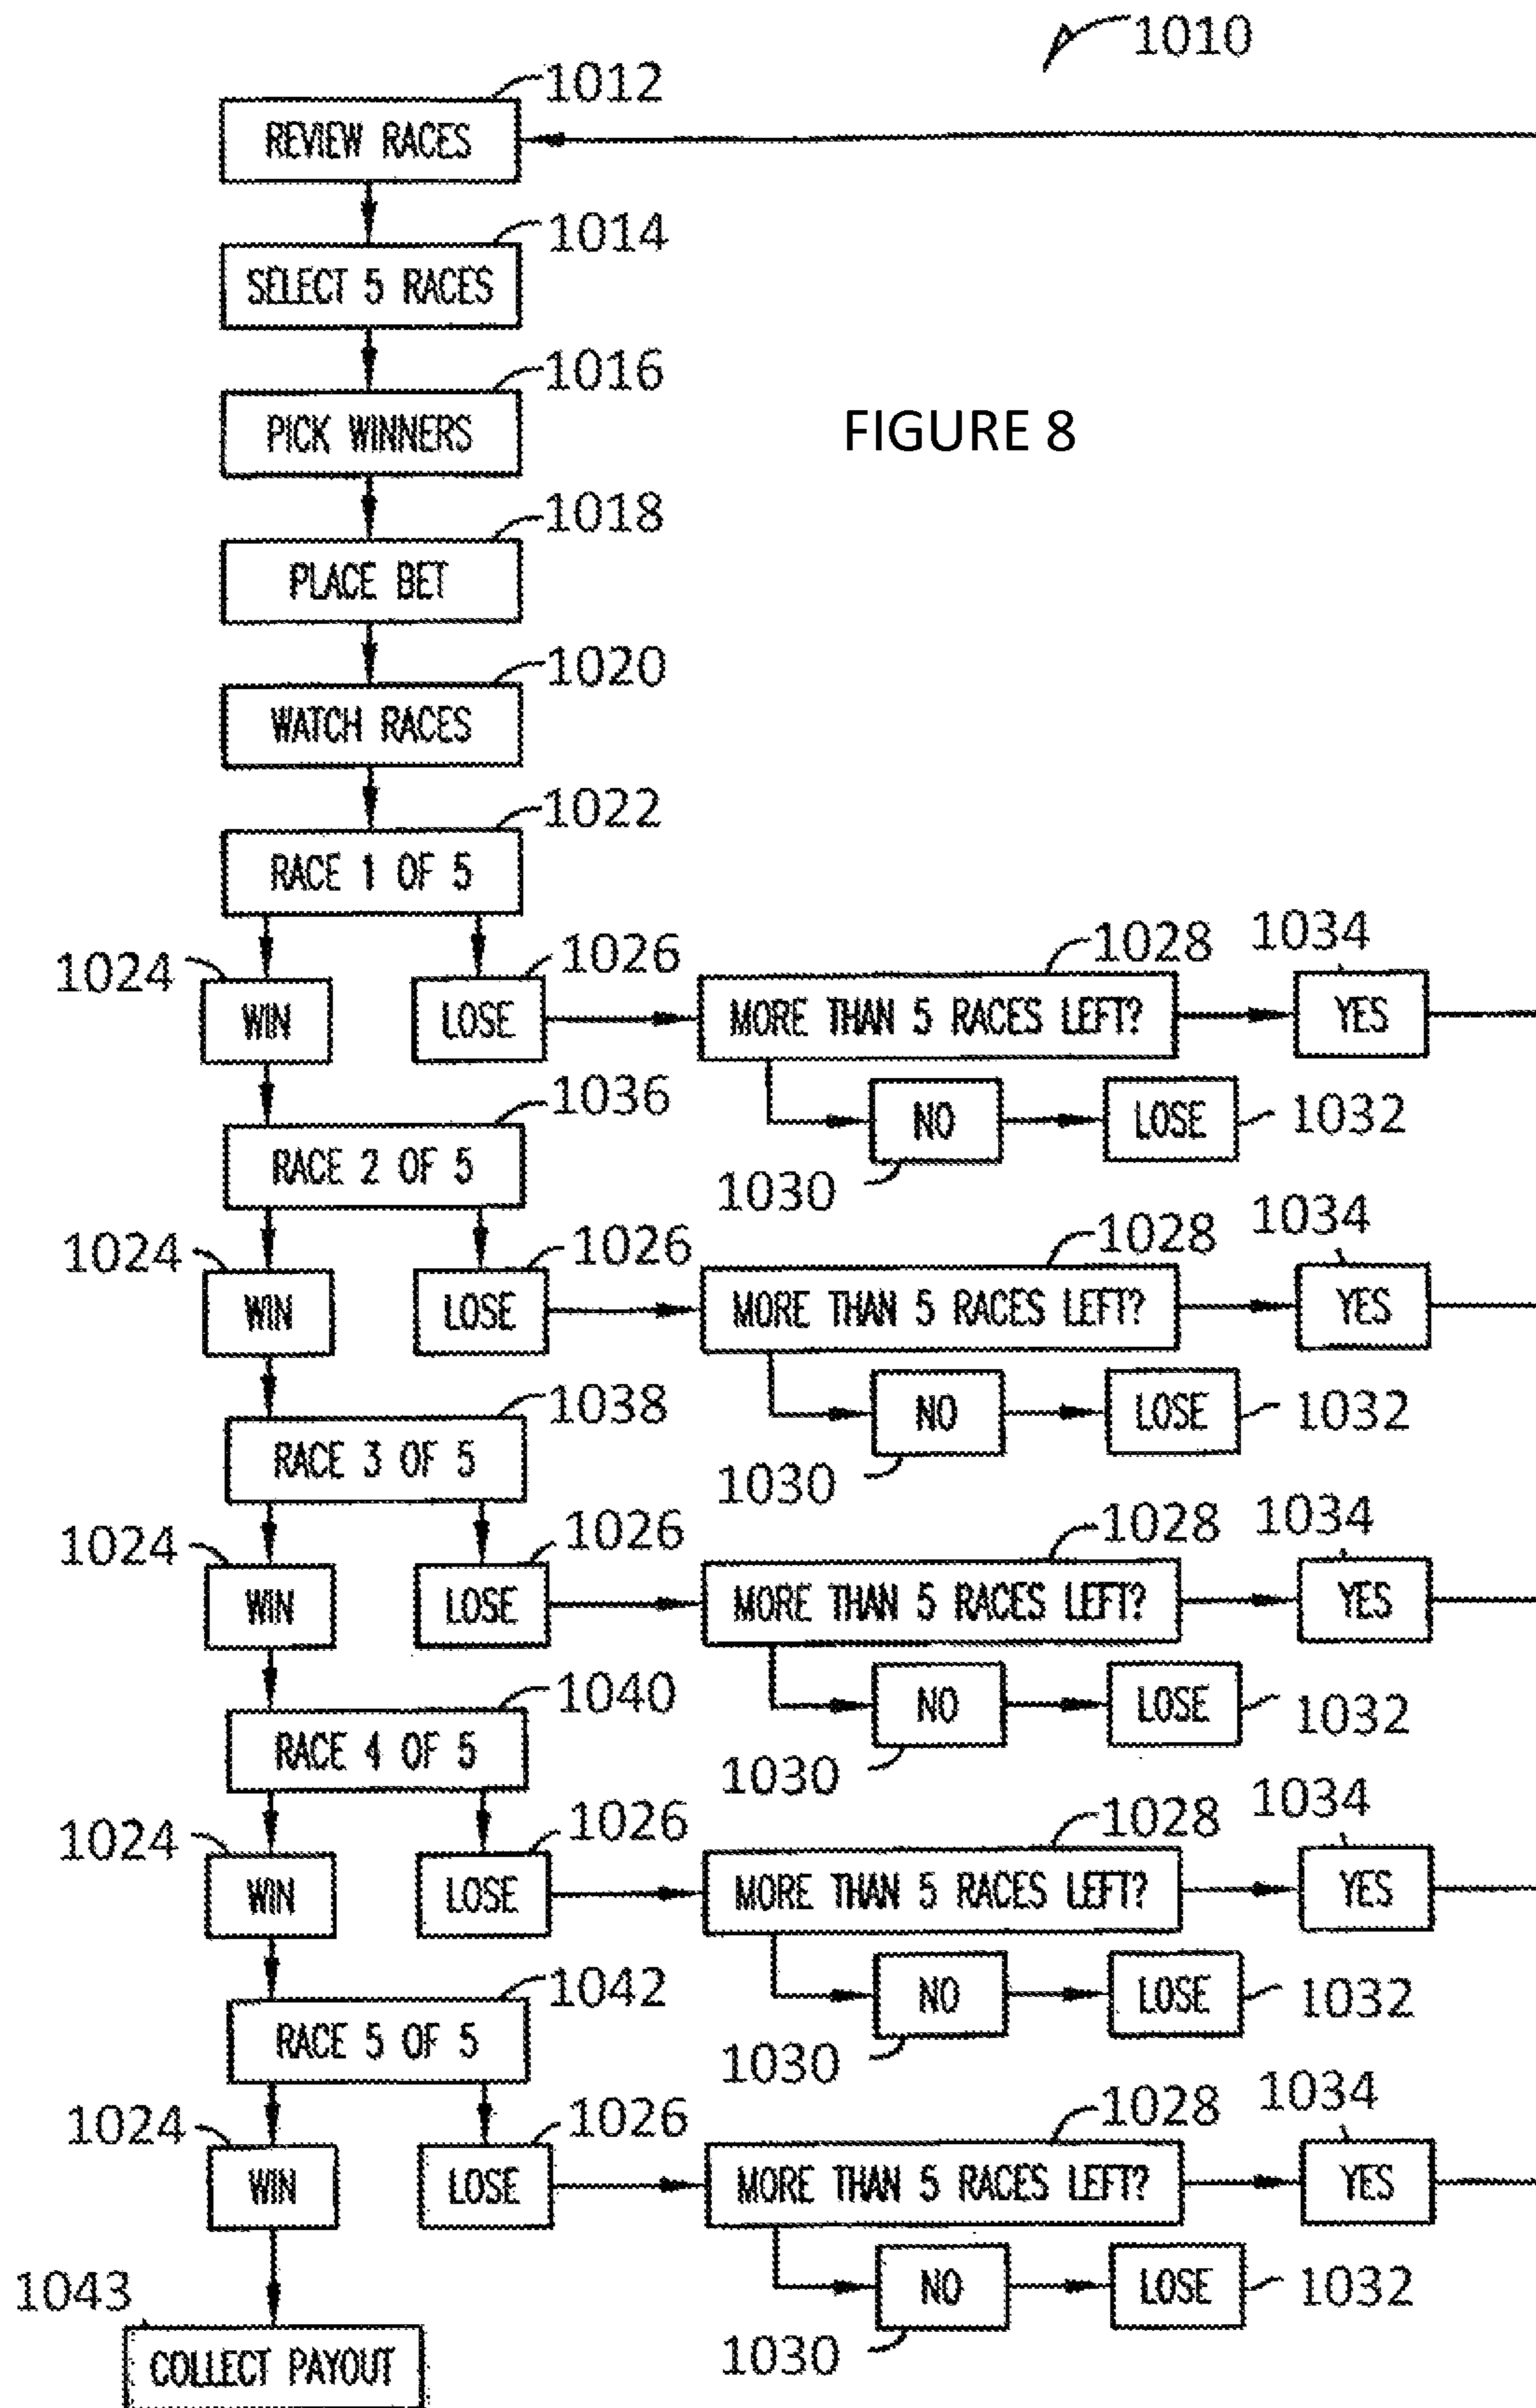 1010
1012
REVIEW RACES
1014
SELECT 5 RACES
1016
PICK WINNERS
FIGURE 8
1018
PLACE BET
1020
WATCH RACES
1022
RACE 1 OF 5
1024
WIN
1026
LOSE
1028
MORE THAN 5 RACES LEFT?
1034
YES
NO
LOSE
1032
1030
1036
RACE 2 OF 5
1024
WIN
1026
LOSE
1028
MORE THAN 5 RACES LEFT?
1034
YES
NO
LOSE
1032
1030
1038
RACE 3 OF 5
1024
WIN
1026
LOSE
1028
MORE THAN 5 RACES LEFT?
1034
YES
NO
LOSE
1032
1030
1040
RACE 4 OF 5
1024
WIN
1026
LOSE
1028
MORE THAN 5 RACES LEFT?
1034
YES
NO
LOSE
1032
1030
1042
RACE 5 OF 5
1024
WIN
1026
LOSE
1028
MORE THAN 5 RACES LEFT?
1034
YES
NO
LOSE
1032
1030
1043
COLLECT PAYOUT